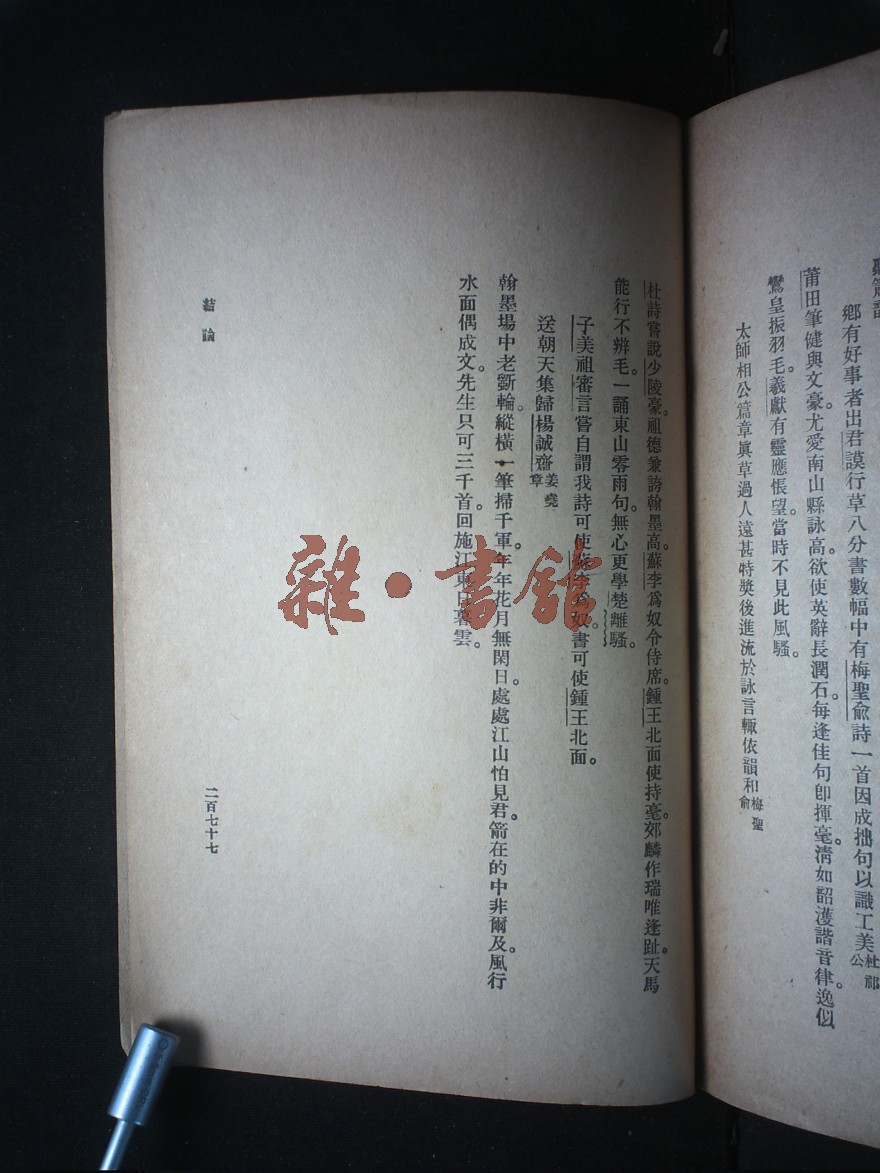 鄉有好事者出君謨行草八分書數幅中有梅聖俞詩一首因成拙句以識工美杜祁公
莆田筆健與文豪。尤愛南山縣詠高。欲使英辭長潤石。每逢佳句卽揮毫。淸如韶濩諧音律。逸似
鸞皇振羽毛。羲獻有靈應悵望。當時不見此風騷。
太師相公篇章眞草過人遠甚特奬後進流於詠言輒依韻和梅聖俞
杜詩嘗說少陵豪。祖德兼誇翰墨高。蘇李爲奴令侍席。鍾王北面使持毫。郊麟作瑞唯逢趾。天馬
能行不辨毛。一誦東山零雨句。無心更學楚離騷。
子美祖審言嘗自謂我詩可使蘇李爲奴。書可使鍾王北面。
送朝天集歸楊誠齋姜堯章
翰墨場中老斲輪。縱橫一筆掃千軍。年年花月無閑日。處處江山怕見君。箭在的中非爾及。風行
水面偶成文。先生只可三千首。回施江東日暮雲。
結論
二百七十七
雜·書館